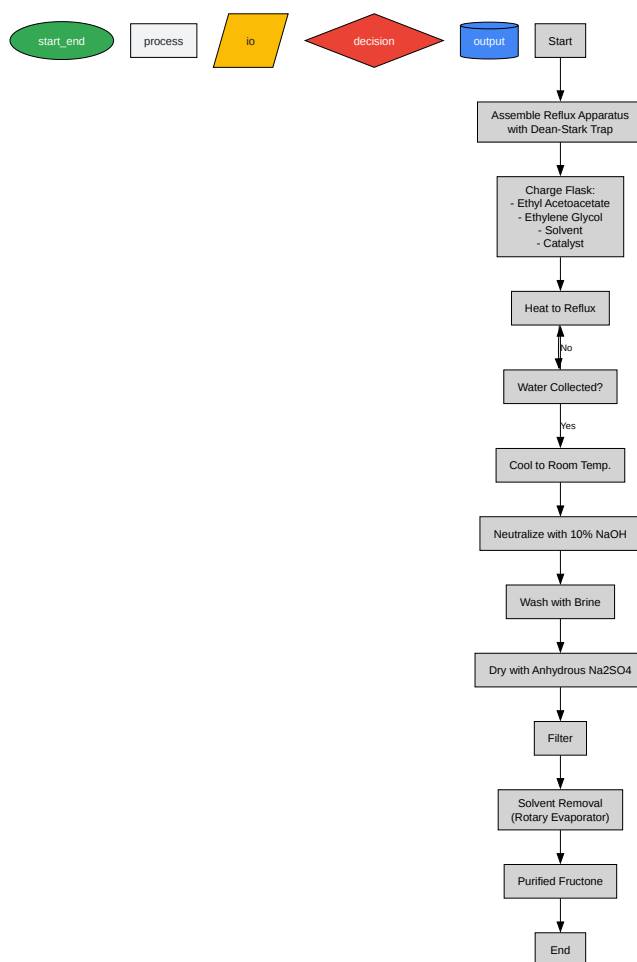 start_end
process
io
decision
output
Start
Assemble Reflux Apparatus
with Dean-Stark Trap
Charge Flask:
- Ethyl Acetoacetate
- Ethylene Glycol
- Solvent
- Catalyst
Heat to Reflux
No
Water Collected?
Yes
Cool to Room Temp.
Neutralize with 10% NaOH
Wash with Brine
Dry with Anhydrous Na2SO4
Filter
Solvent Removal
(Rotary Evaporator)
Purified Fructone
End